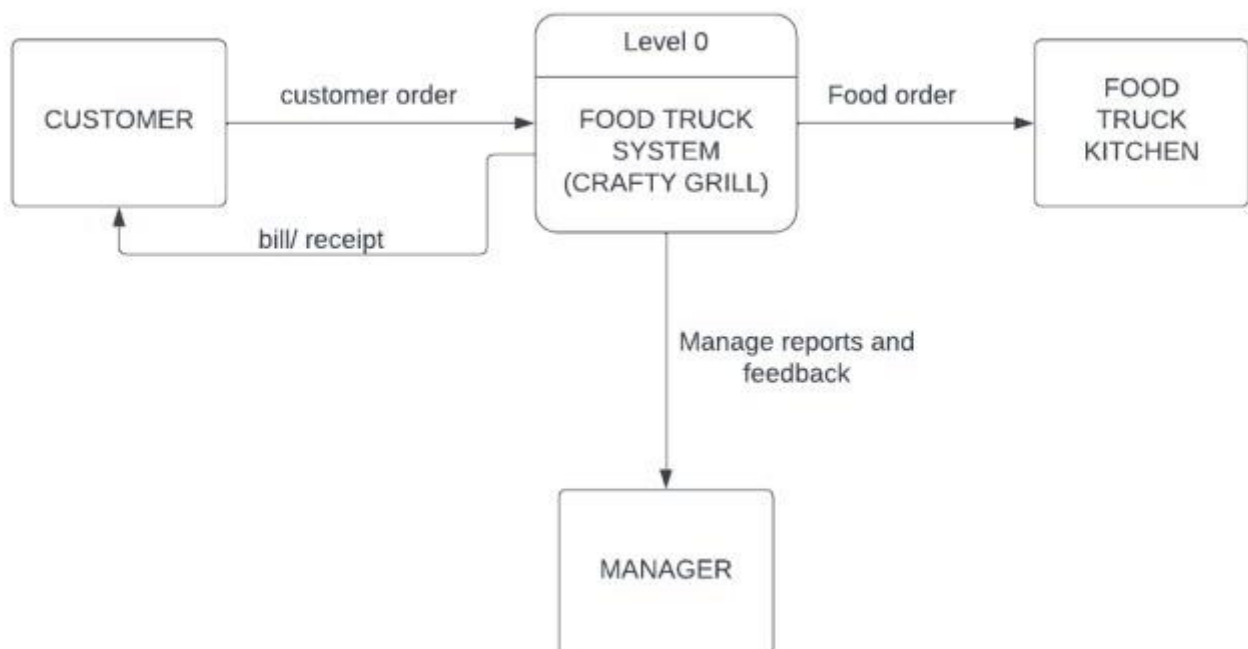 Level 0
CUSTOMER
customer order
FOOD TRUCK
SYSTEM
(CRAFTY GRILL)
Food order
FOOD
TRUCK
KITCHEN
bill/ receipt
Manage reports and
feedback
MANAGER